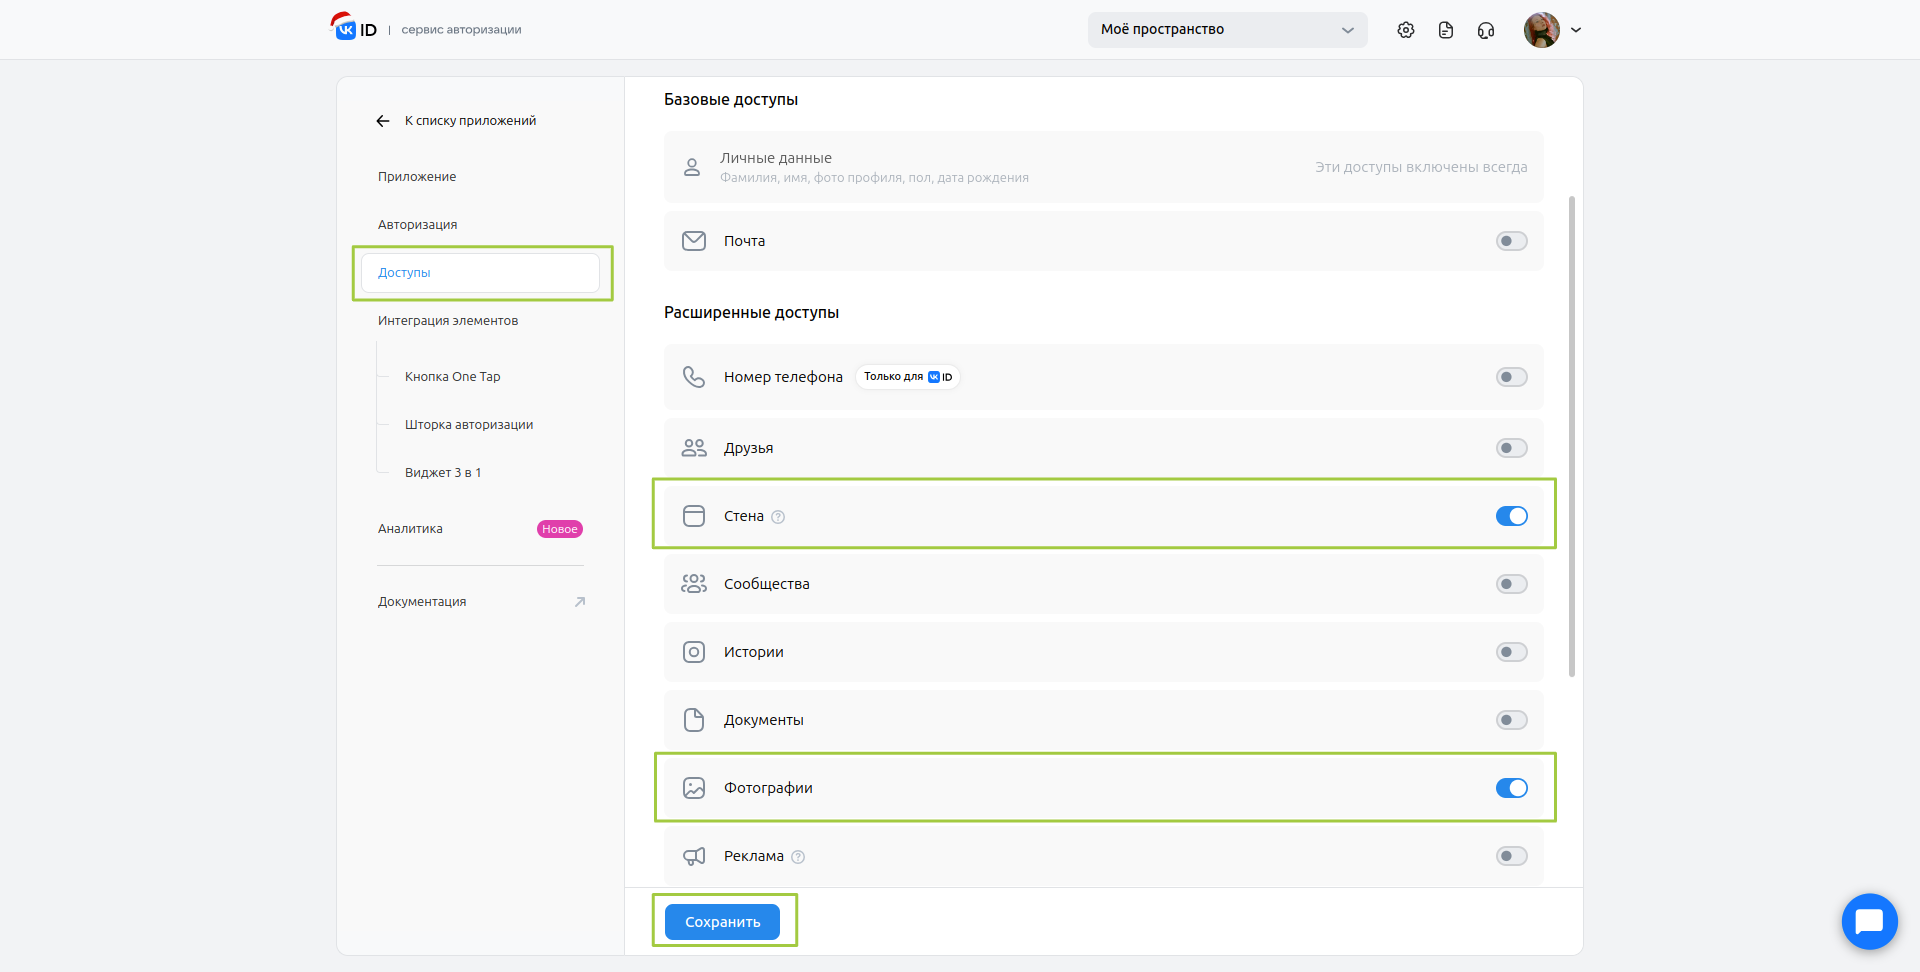 VK ID | сервис авторизации
Моё пространство
К списку приложений
Приложение
Авторизация
Доступы
Интеграция элементов
Кнопка One Tap
Шторка авторизации
Виджет 3 в 1
Аналитика
Новое
Документация
Базовые доступы
Личные данные
Фамилия, имя, фото профиля, пол, дата рождения
Эти доступы включены всегда
Почта
Расширенные доступы
Номер телефона
Только для VK ID
Друзья
Стена ?
Сообщества
Истории
Документы
Фотографии
Реклама ?
Сохранить